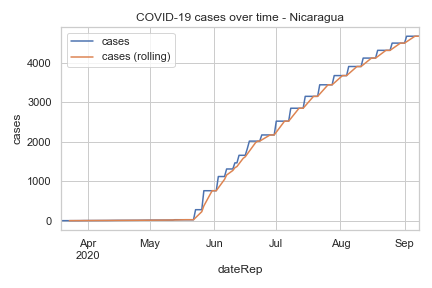 COVID-19 cases over time - Nicaragua
cases
cases (rolling)
4000
3000
2000
1000
0
cases
Apr
2020
May
Jun
Jul
Aug
Sep
dateRep